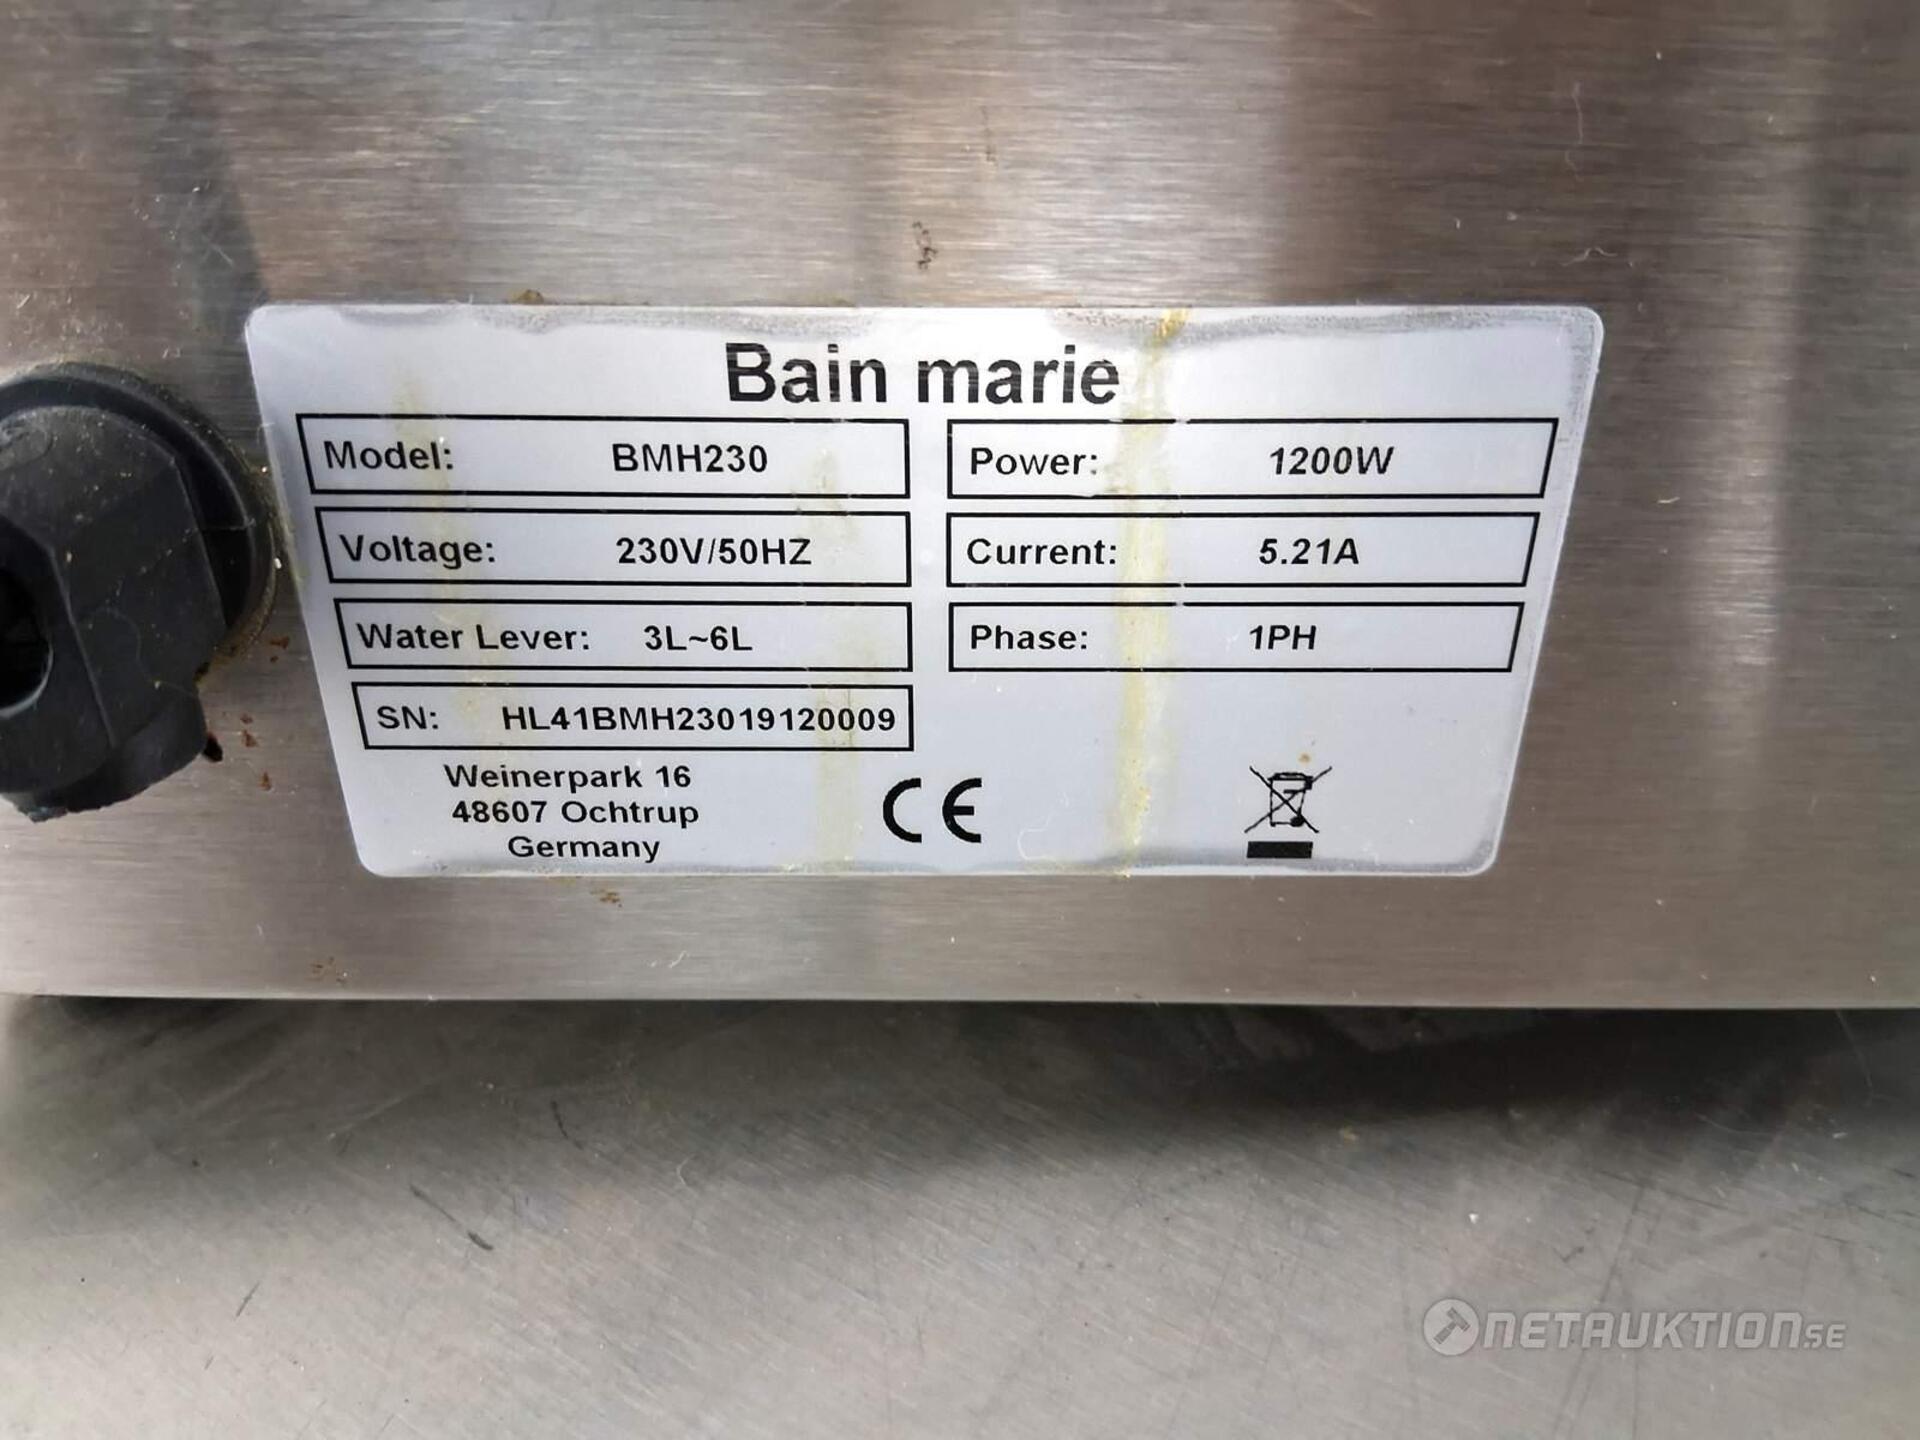 Bain marie
Model: BMH230
Power: 1200W
Voltage: 230V/50HZ
Current: 5.21A
Water Lever: 3L~6L
Phase: 1PH
SN: HL41BMH23019120009
Weinerpark 16
48607 Ochtrup
Germany
CE
NETAUKTION.SE